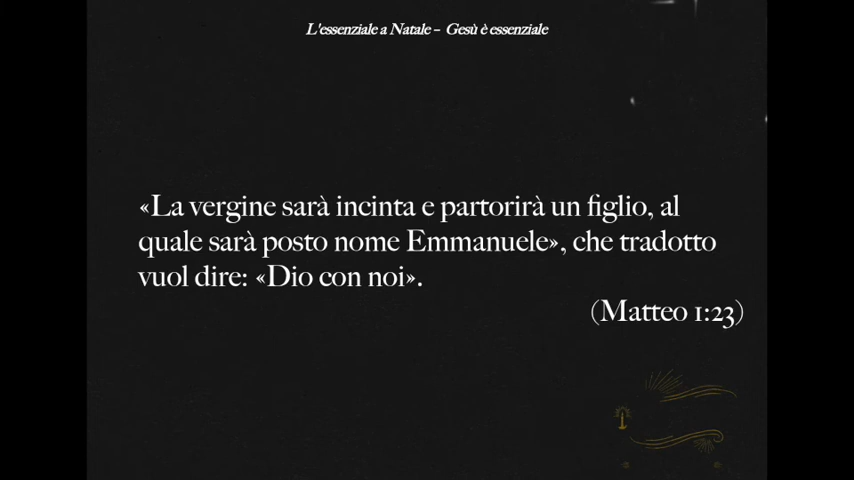 L'essenziale a Natale – Gesù è essenziale
«La vergine sarà incinta e partorirà un figlio, al
quale sarà posto nome Emmanuele», che tradotto
vuol dire: «Dio con noi».
(Matteo 1:23)